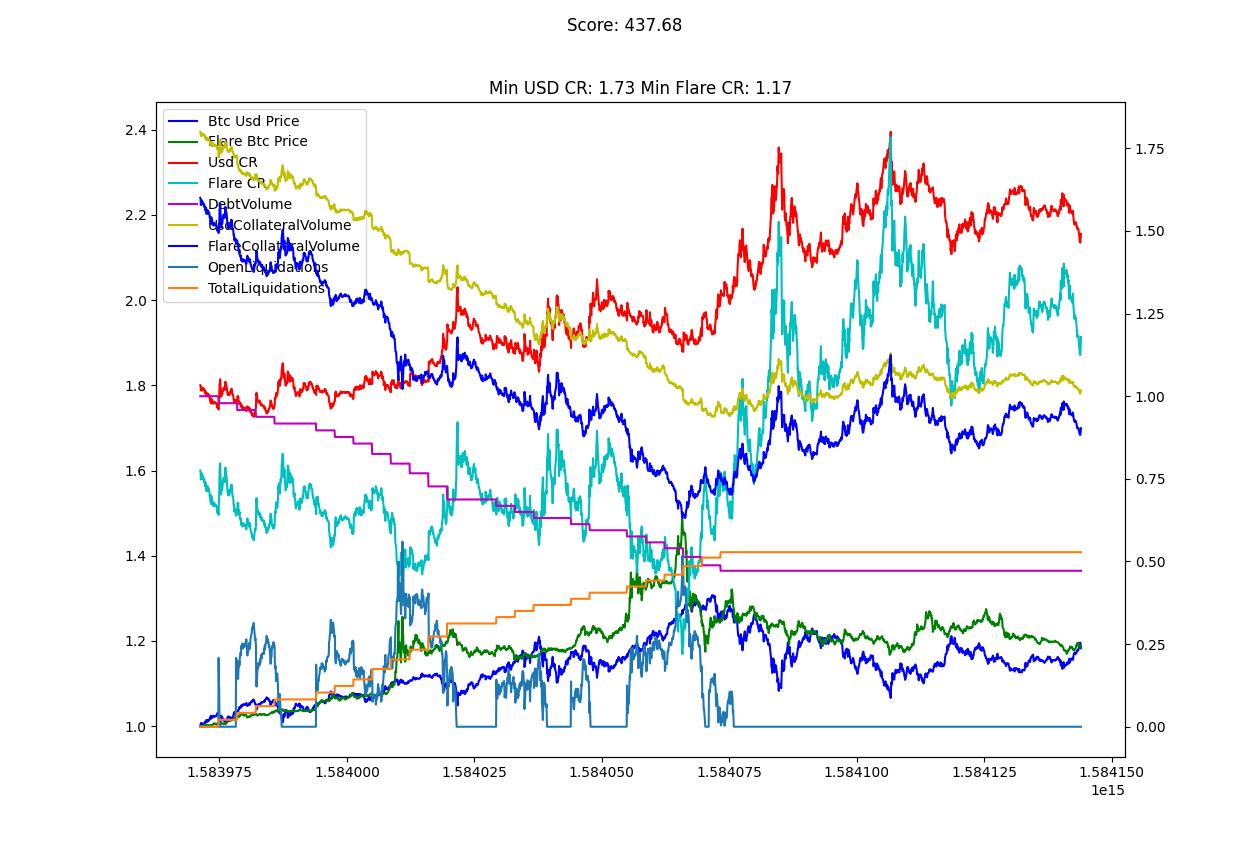 Score: 437.68
Min USD CR: 1.73 Min Flare CR: 1.17
Btc Usd Price
Flare Btc Price
Usd CR
Flare CR
DebtVolume
UsdCollateralVolume
FlareCollateralVolume
OpenLiquidations
TotalLiquidations
2.4
2.2
2.0
1.8
1.6
1.4
1.2
1.0
1.75
1.50
1.25
1.00
0.75
0.50
0.25
0.00
1.583975 1.584000 1.584025 1.584050 1.584075 1.584100 1.584125 1.584150
1e15